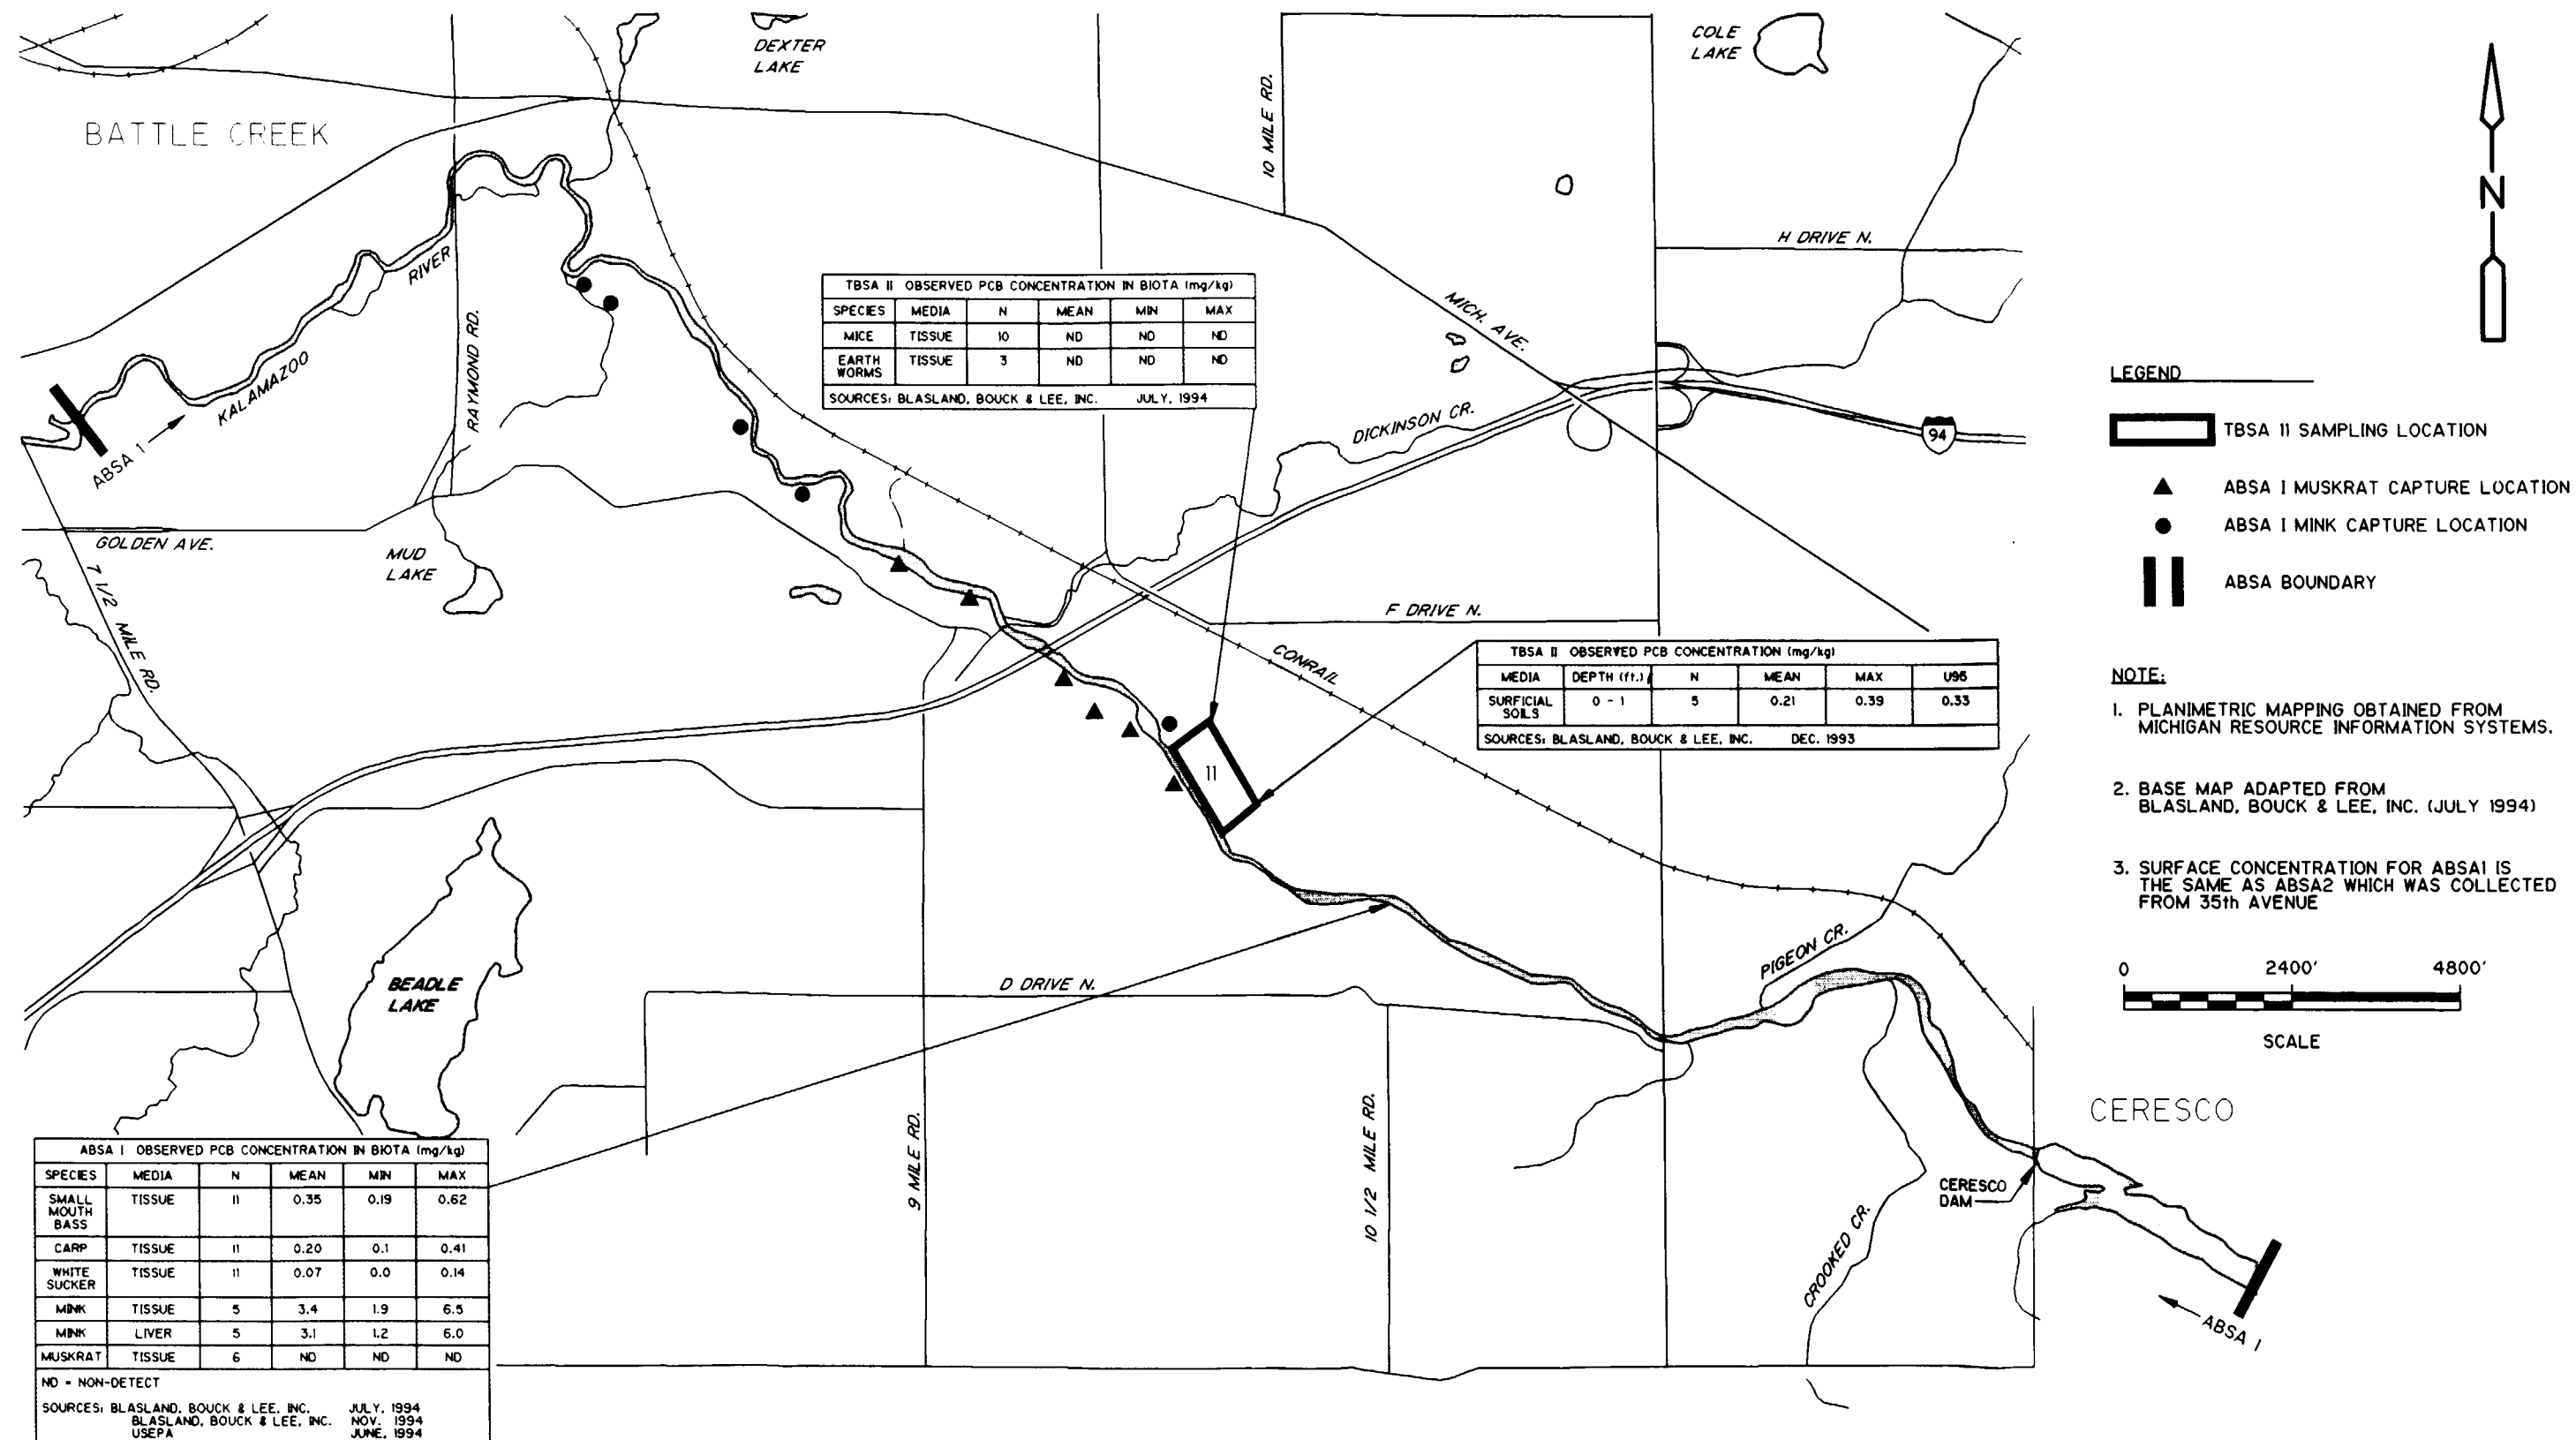 DEXTER
LAKE
COLE
LAKE
BATTLE CREEK
10 MILE RD.
N
H DRIVE N.
RIVER
KALAMAZOO
RAYMOND RD.
ABSA 1
MICH. AVE.
DICKINSON CR.
94
TBSA 11 OBSERVED PCB CONCENTRATION IN BIOTA (mg/kg)
SPECIES MEDIA N MEAN MIN MAX
MICE TISSUE 10 ND ND ND
EARTH WORMS TISSUE 3 ND ND ND
SOURCES: BLASLAND, BOUCK & LEE, INC. JULY, 1994
LEGEND
TBSA 11 SAMPLING LOCATION
ABSA 1 MUSKRAT CAPTURE LOCATION
ABSA 1 MINK CAPTURE LOCATION
ABSA BOUNDARY
GOLDEN AVE.
MUD
LAKE
7 1/2 MILE RD.
F DRIVE N.
CONRAIL
TBSA 11 OBSERVED PCB CONCENTRATION (mg/kg)
MEDIA DEPTH (ft.) N MEAN MAX U95
SURFICIAL SOILS 0 - 1 5 0.21 0.39 0.33
SOURCES: BLASLAND, BOUCK & LEE, INC. DEC. 1993
11
NOTE:
1. PLANIMETRIC MAPPING OBTAINED FROM
MICHIGAN RESOURCE INFORMATION SYSTEMS.
2. BASE MAP ADAPTED FROM
BLASLAND, BOUCK & LEE, INC. (JULY 1994)
3. SURFACE CONCENTRATION FOR ABSA1 IS
THE SAME AS ABSA2 WHICH WAS COLLECTED
FROM 35th AVENUE
0 2400' 4800'
SCALE
BEADLE
LAKE
D DRIVE N.
PIGEON CR.
9 MILE RD.
10 1/2 MILE RD.
CROOKED CR.
CERESCO
CERESCO
DAM
ABSA 1
ABSA 1 OBSERVED PCB CONCENTRATION IN BIOTA (mg/kg)
SPECIES MEDIA N MEAN MIN MAX
SMALL MOUTH BASS TISSUE 11 0.35 0.19 0.62
CARP TISSUE 11 0.20 0.1 0.41
WHITE SUCKER TISSUE 11 0.07 0.0 0.14
MINK TISSUE 5 3.4 1.9 6.5
MINK LIVER 5 3.1 1.2 6.0
MUSKRAT TISSUE 6 ND ND ND
ND = NON-DETECT
SOURCES: BLASLAND, BOUCK & LEE, INC. JULY, 1994
BLASLAND, BOUCK & LEE, INC. NOV. 1994
USEPA JUNE, 1994